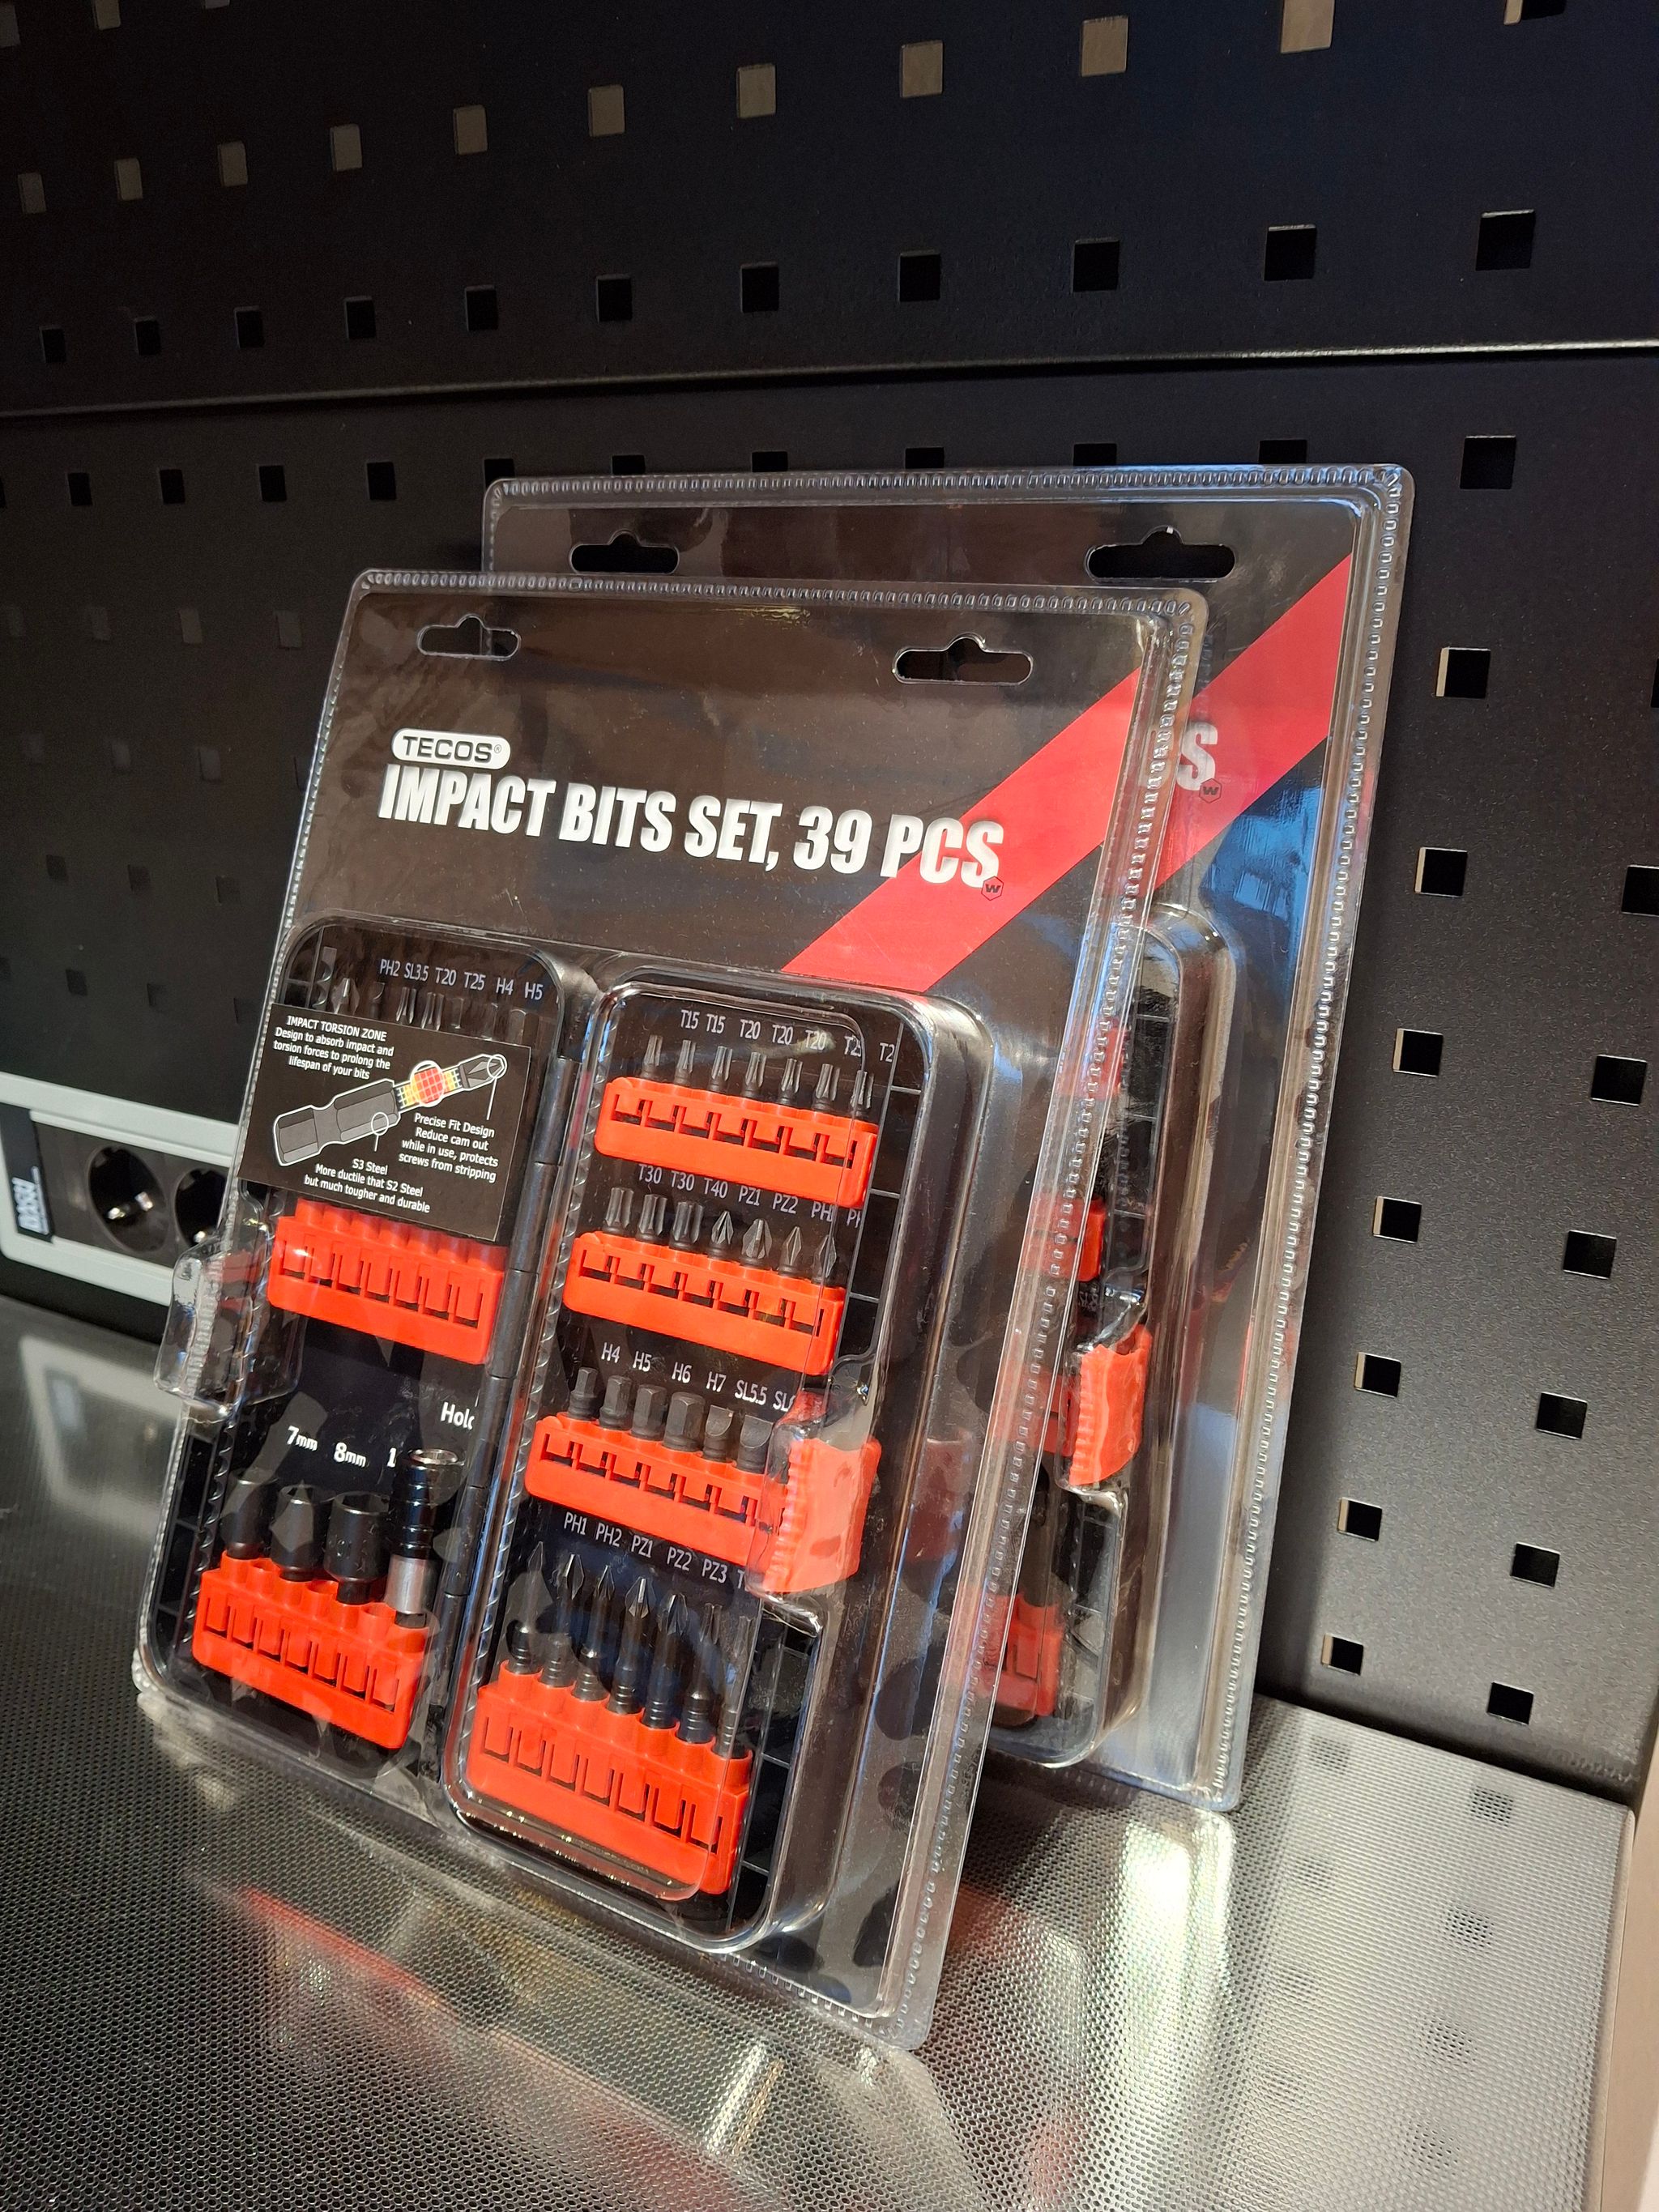 TECOS®
IMPACT BITS SET, 39 PCS
W
S
W
PH2 SL3.5 T20 T25 H4 H5
IMPACT TORSION ZONE
Design to absorb impact and
torsion forces to prolong the
lifespan of your bits
Precise Fit Design
Reduce cam out
while in use, protects
screws from stripping
S3 Steel
More ductile that S2 Steel
but much tougher and durable
7mm 8mm 1
T15 T15 T20 T20 T20
T30 T30 T40 PZ1 PZ2
H4 H5 H6 H7 SL5.5
PH1 PH2 PZ1 PZ2 PZ3